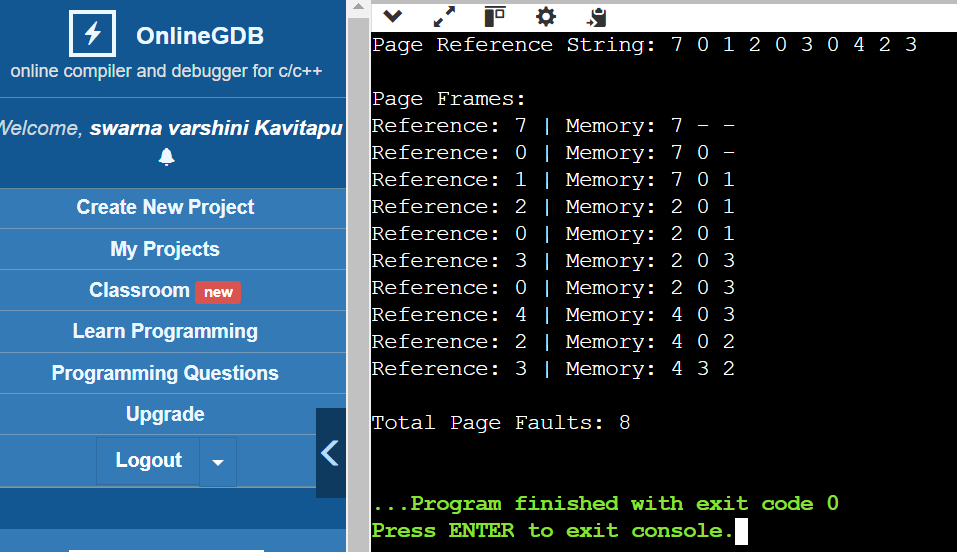 OnlineGDB
online compiler and debugger for c/c++
Welcome, swarna varshini Kavitapu
Create New Project
My Projects
Classroom new
Learn Programming
Programming Questions
Upgrade
Logout
Page Reference String: 7 0 1 2 0 3 0 4 2 3
Page Frames:
Reference: 7 | Memory: 7 - -
Reference: 0 | Memory: 7 0 -
Reference: 1 | Memory: 7 0 1
Reference: 2 | Memory: 2 0 1
Reference: 0 | Memory: 2 0 1
Reference: 3 | Memory: 2 0 3
Reference: 0 | Memory: 2 0 3
Reference: 4 | Memory: 4 0 3
Reference: 2 | Memory: 4 0 2
Reference: 3 | Memory: 4 3 2
Total Page Faults: 8
...Program finished with exit code 0
Press ENTER to exit console.